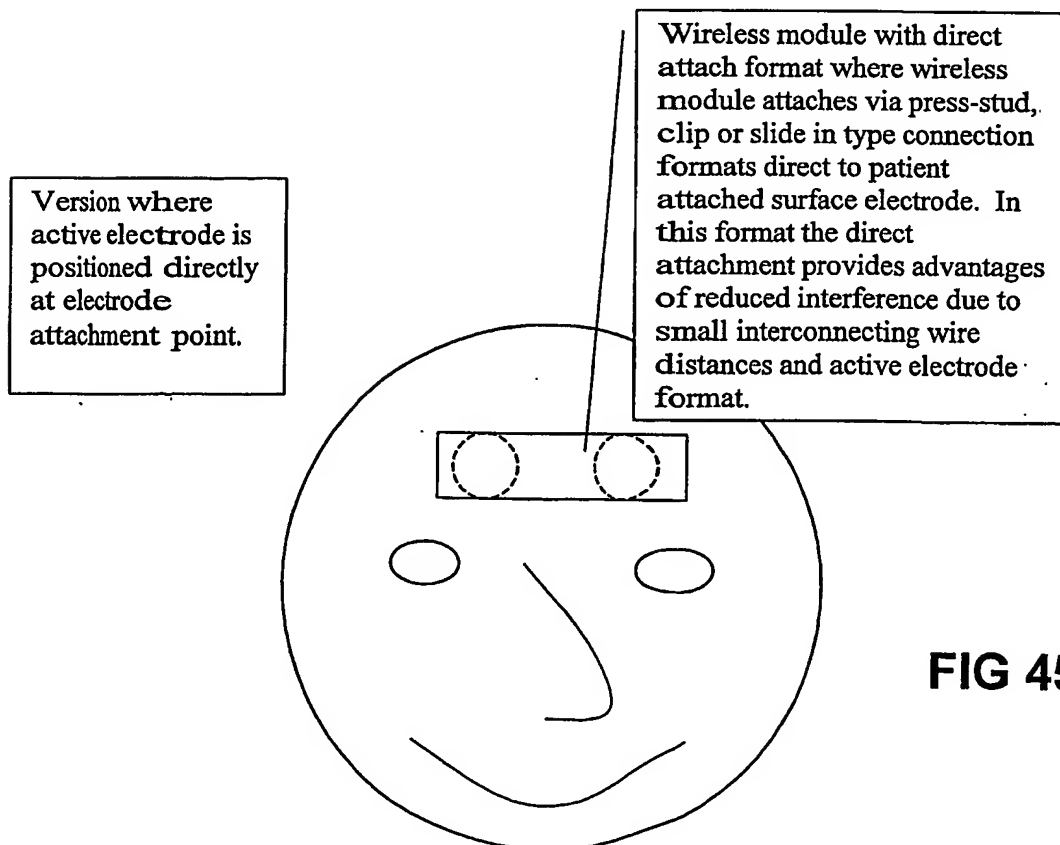 Wireless module with direct
attach format where wireless
module attaches via press-stud,
clip or slide in type connection
formats direct to patient
attached surface electrode. In
this format the direct
attachment provides advantages
of reduced interference due to
small interconnecting wire
distances and active electrode
format.
Version where
active electrode is
positioned directly
at electrode
attachment point.
FIG 45